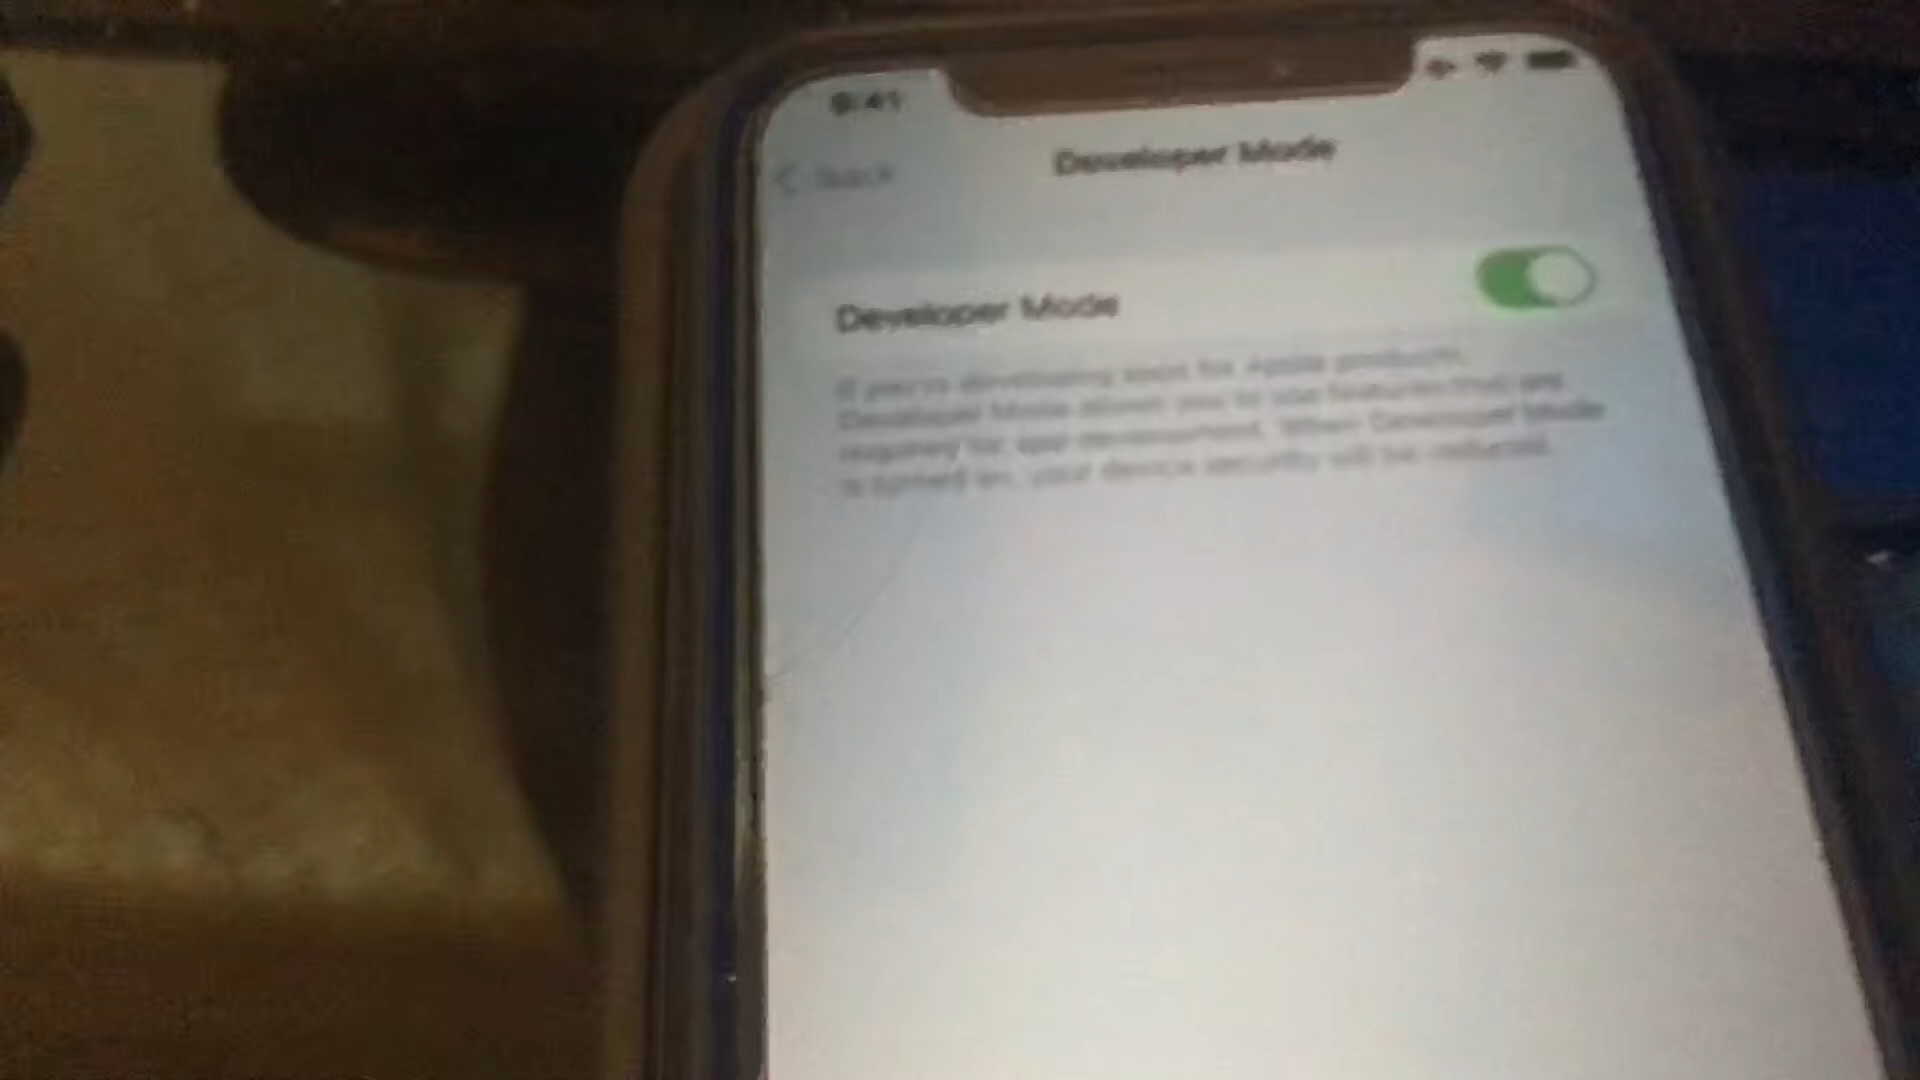 9:41
Back
Developer Mode
Developer Mode
If you're developing apps for Apple products,
Developer Mode allows you to use features that are
required for app development. When Developer Mode
is turned on, your device security will be reduced.